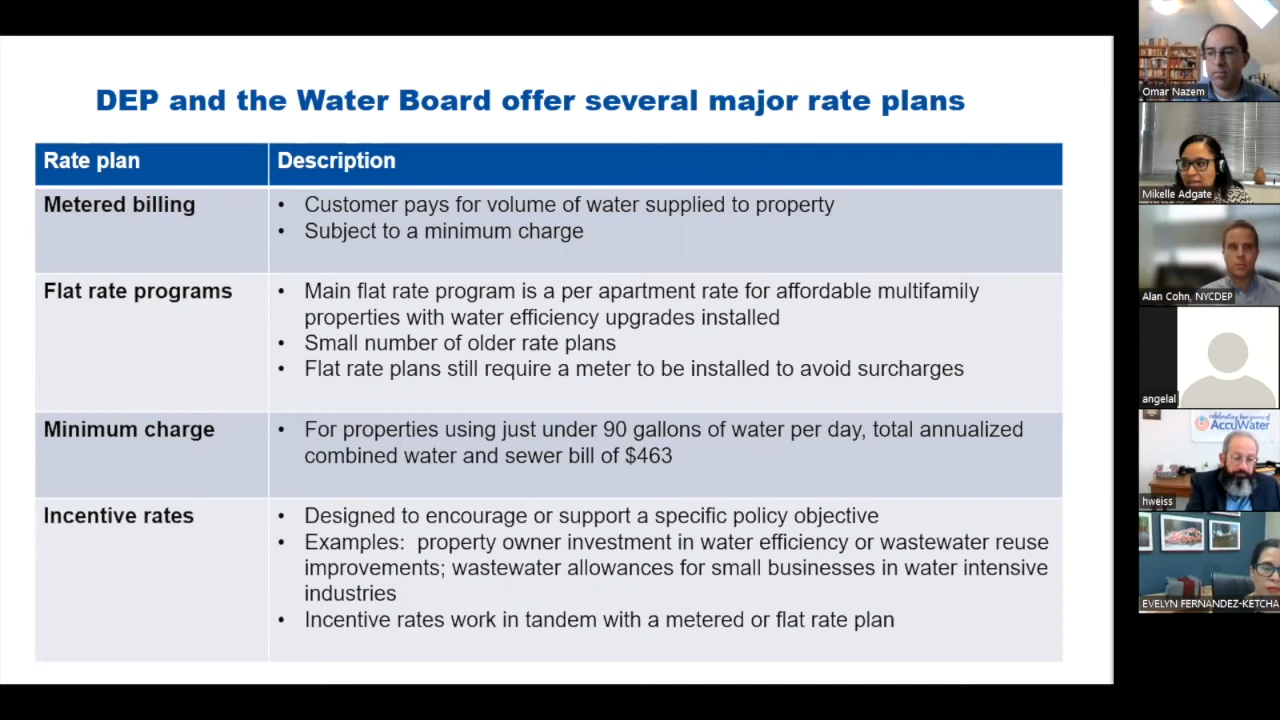 DEP and the Water Board offer several major rate plans
Rate plan
Description
Metered billing
• Customer pays for volume of water supplied to property
• Subject to a minimum charge
Flat rate programs
• Main flat rate program is a per apartment rate for affordable multifamily
properties with water efficiency upgrades installed
• Small number of older rate plans
• Flat rate plans still require a meter to be installed to avoid surcharges
Minimum charge
• For properties using just under 90 gallons of water per day, total annualized
combined water and sewer bill of $463
Incentive rates
• Designed to encourage or support a specific policy objective
• Examples: property owner investment in water efficiency or wastewater reuse
improvements; wastewater allowances for small businesses in water intensive
industries
• Incentive rates work in tandem with a metered or flat rate plan
Omar Nazem
Mikelle Adgate
Alan Cohn, NYCDEP
angelal
AccuWater
hweiss
EVELYN FERNANDEZ-KETCHA